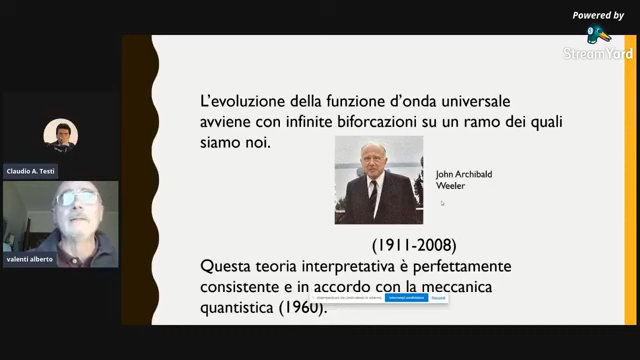 Powered by
StreamYard
L'evoluzione della funzione d'onda universale
avviene con infinite biforcazioni su un ramo dei quali
siamo noi.
John Archibald
Weeler
Claudio A. Testi
valenti alberto
(1911-2008)
Questa teoria interpretativa è perfettamente
consistente e in accordo con la meccanica
quantistica (1960).